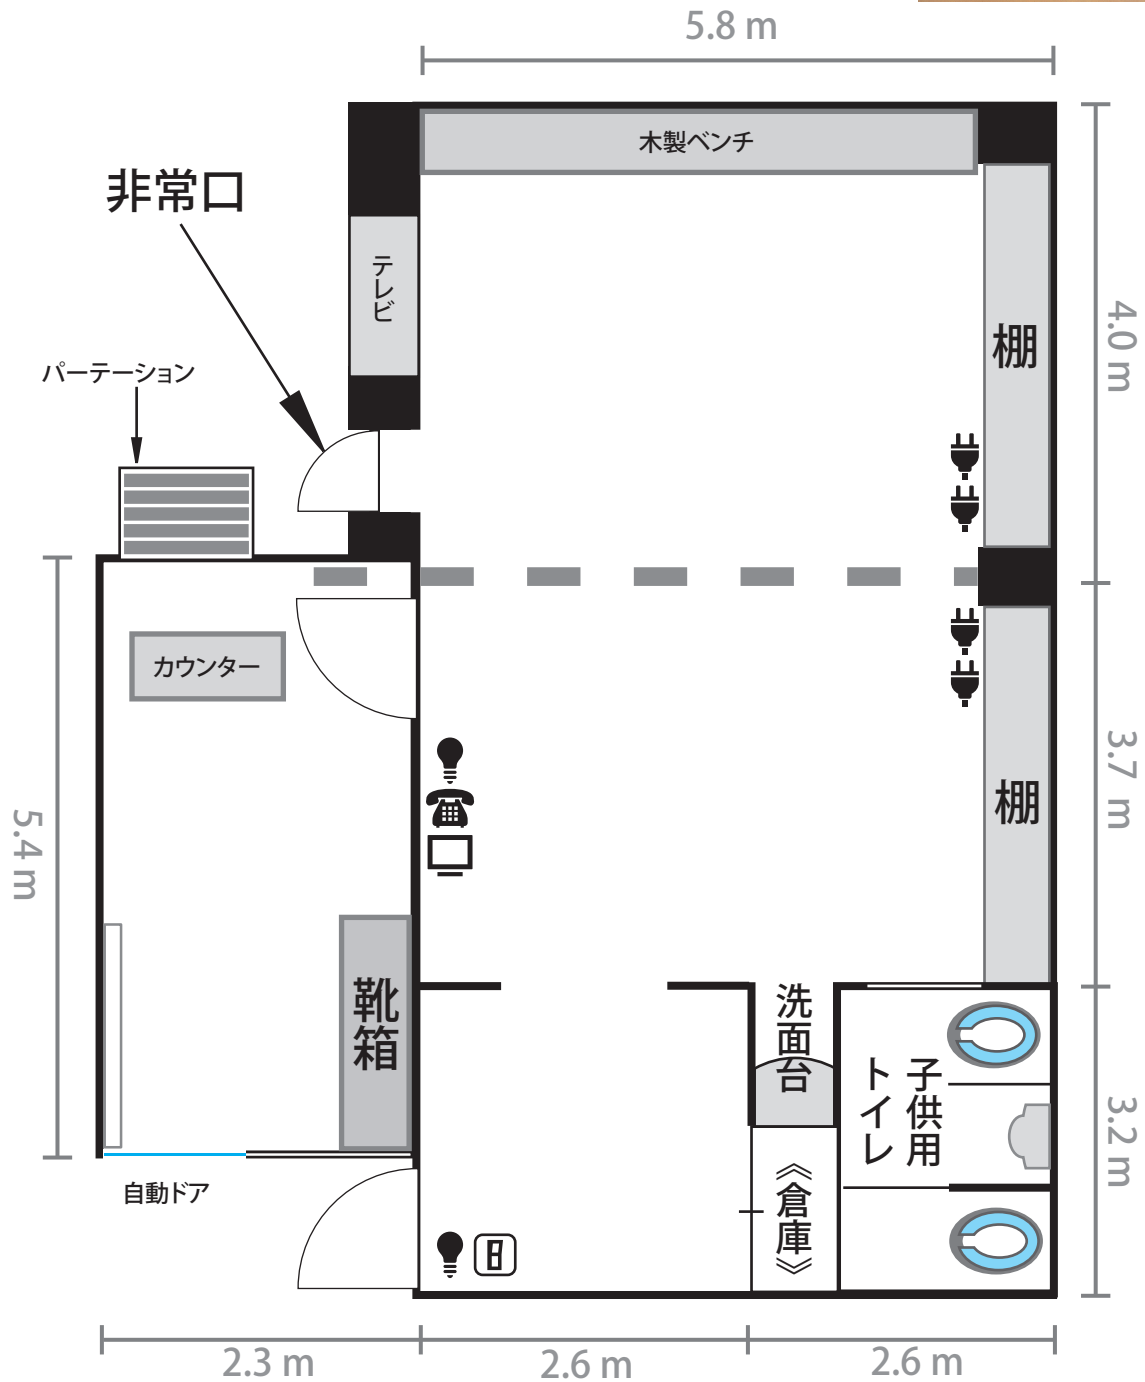 5.8 m
木製ベンチ
非常口
テレビ
パーテーション
棚
4.0 m
カウンター
棚
3.7 m
5.4 m
靴箱
洗面台
子供用
トイレ
3.2 m
自動ドア
《倉庫》
2.3 m
2.6 m
2.6 m